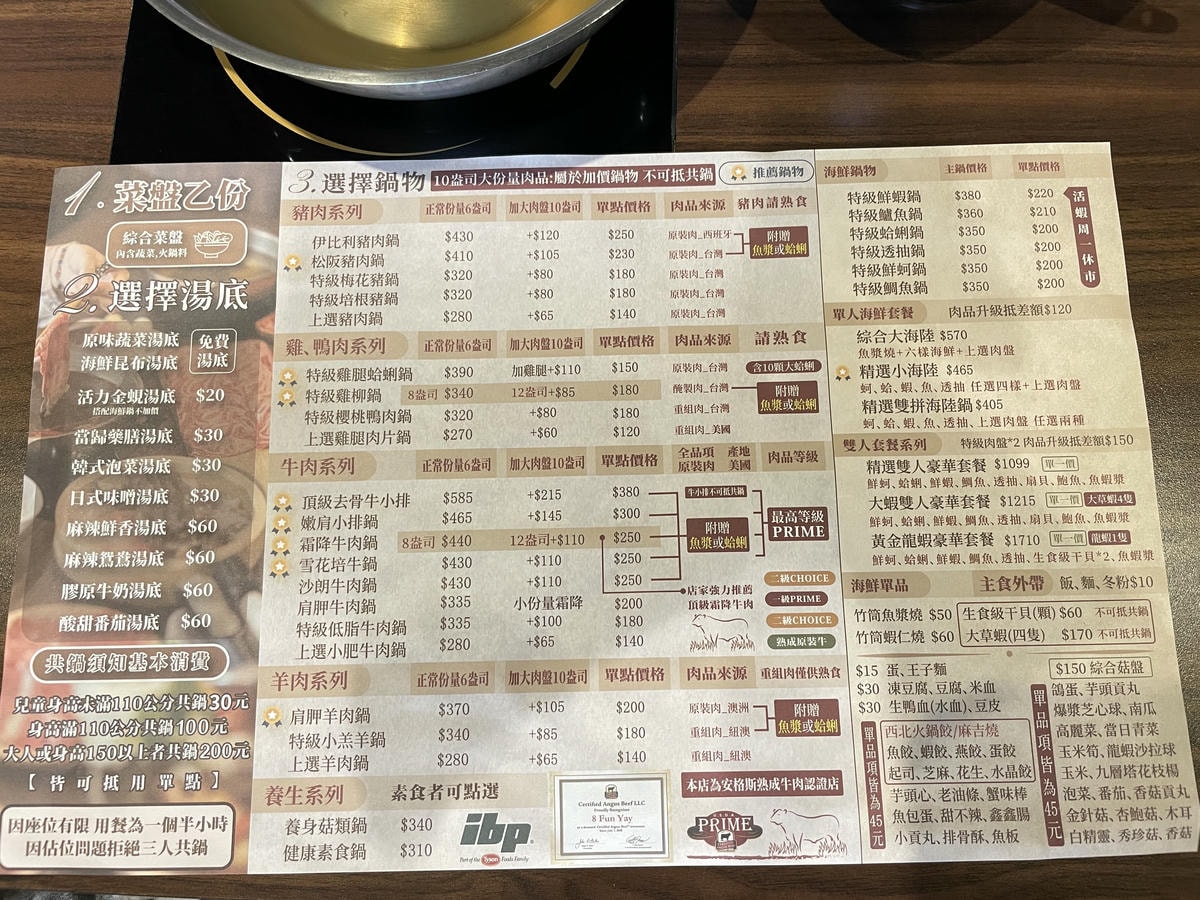 1.菜盤乙份
綜合菜盤
內含蔬菜,火鍋料
2.選擇湯底
原味蔬菜湯底 免費湯底
海鮮昆布湯底
活力金蜆湯底 $20
搭配海鮮鍋不加價
當歸藥膳湯底 $30
韓式泡菜湯底 $30
日式味噌湯底 $30
麻辣鮮香湯底 $60
麻辣鴛鴦湯底 $60
膠原牛奶湯底 $60
酸甜番茄湯底 $60
共鍋須知基本消費
兒童身高未滿110公分共鍋30元
身高滿110公分共鍋100元
大人或身高150以上者共鍋200元
【皆可抵用單點】
因座位有限 用餐為一個半小時
因佔位問題拒絕三人共鍋
3.選擇鍋物 10盎司大份量肉品:屬於加價鍋物 不可抵共鍋 推薦鍋物
豬肉系列 正常份量6盎司 加大肉盤10盎司 單點價格 肉品來源 豬肉請熟食
伊比利豬肉鍋 $430 +$120 $250 原裝肉_西班牙
松阪豬肉鍋 $410 +$105 $230 原裝肉_台灣
附贈
魚漿或蛤蜊
特級梅花豬鍋 $320 +$80 $180 原裝肉_台灣
特級培根豬鍋 $320 +$80 $180 原裝肉_台灣
上選豬肉鍋 $280 +$65 $140 原裝肉_台灣
雞、鴨肉系列 正常份量6盎司 加大肉盤10盎司 單點價格 肉品來源 請熟食
特級雞腿蛤蜊鍋 $390 加雞腿+$110 $150 原裝肉_台灣 含10顆大蛤蜊
特級雞柳鍋 8盎司 $340 12盎司+$85 $180 醃製肉_台灣
附贈
魚漿或蛤蜊
特級櫻桃鴨肉鍋 $320 +$80 $180 重組肉_台灣
上選雞腿肉片鍋 $270 +$60 $120 重組肉_美國
牛肉系列 正常份量6盎司 加大肉盤10盎司 單點價格 全品項原裝肉 產地美國 肉品等級
頂級去骨牛小排 $585 +$215 $380 牛小排不可抵共鍋
嫩肩小排鍋 $465 +$145 $300
霜降牛肉鍋 8盎司 $440 12盎司+$110 $250
雪花培牛鍋 $430 +$110 $250
沙朗牛肉鍋 $430 +$110 $250
附贈
魚漿或蛤蜊
最高等級
PRIME
店家強力推薦
頂級霜降牛肉
肩胛牛肉鍋 $335 小份量霜降 $200
特級低脂牛肉鍋 $335 +$100 $180
上選小肥牛肉鍋 $280 +$65 $140
二級CHOICE
一級PRIME
二級CHOICE
熟成原裝牛
羊肉系列 正常份量6盎司 加大肉盤10盎司 單點價格 肉品來源 重組肉僅供熟食
肩胛羊肉鍋 $370 +$105 $200 原裝肉_澳洲
特級小羔羊鍋 $340 +$85 $180 重組肉_紐澳
附贈
魚漿或蛤蜊
上選羊肉鍋 $280 +$65 $140 重組肉_紐澳
養生系列 素食者可點選
養身菇類鍋 $340
健康素食鍋 $310
ibp
Part of the Tyson Foods Family
Certified Angus Beef LLC
Proudly Recognizes
8 Fun Yay
本店為安格斯熟成牛肉認證店
USDA
PRIME
海鮮鍋物 主鍋價格 單點價格
特級鮮蝦鍋 $380 $220
特級鱸魚鍋 $360 $210
特級蛤蜊鍋 $350 $200
特級透抽鍋 $350 $200
特級鮮蚵鍋 $350 $200
特級鯛魚鍋 $350 $200
活蝦周一休市
單人海鮮套餐 肉品升級抵差額$120
綜合大海陸 $570
魚漿燒+六樣海鮮+上選肉盤
精選小海陸 $465
蚵、蛤、蝦、魚、透抽 任選四樣+上選肉盤
精選雙拼海陸鍋$405
蚵、蛤、蝦、魚、透抽、上選肉盤 任選兩種
雙人套餐系列 特級肉盤*2 肉品升級抵差額$150
精選雙人豪華套餐 $1099 單一價
鮮蚵、蛤蜊、鮮蝦、鯛魚、透抽、扇貝、鮑魚、魚蝦漿
大蝦雙人豪華套餐 $1215 單一價 大草蝦4隻
鮮蚵、蛤蜊、鮮蝦、鯛魚、透抽、扇貝、鮑魚、魚蝦漿
黃金龍蝦豪華套餐 $1710 單一價 龍蝦1隻
鮮蚵、蛤蜊、鮮蝦、鯛魚、透抽、生食級干貝*2、魚蝦漿
海鮮單品 主食外帶 飯、麵、冬粉$10
竹筒魚漿燒 $50 生食級干貝(顆) $60 不可抵共鍋
竹筒蝦仁燒 $60 大草蝦(四隻) $170 不可抵共鍋
$15 蛋、王子麵
$30 凍豆腐、豆腐、米血
$30 生鴨血(水血)、豆皮
單品項皆為45元
西北火鍋餃/麻吉燒
魚餃、蝦餃、燕餃、蛋餃
起司、芝麻、花生、水晶餃
芋頭心、老油條、蟹味棒
魚包蛋、甜不辣、鑫鑫腸
小貢丸、排骨酥、魚板
$150 綜合菇盤
單品項皆為45元
鴿蛋、芋頭貢丸
爆漿芝心球、南瓜
高麗菜、當日青菜
玉米筍、龍蝦沙拉球
玉米、九層塔花枝楊
泡菜、番茄、香菇貢丸
金針菇、杏鮑菇、木耳
白精靈、秀珍菇、香菇